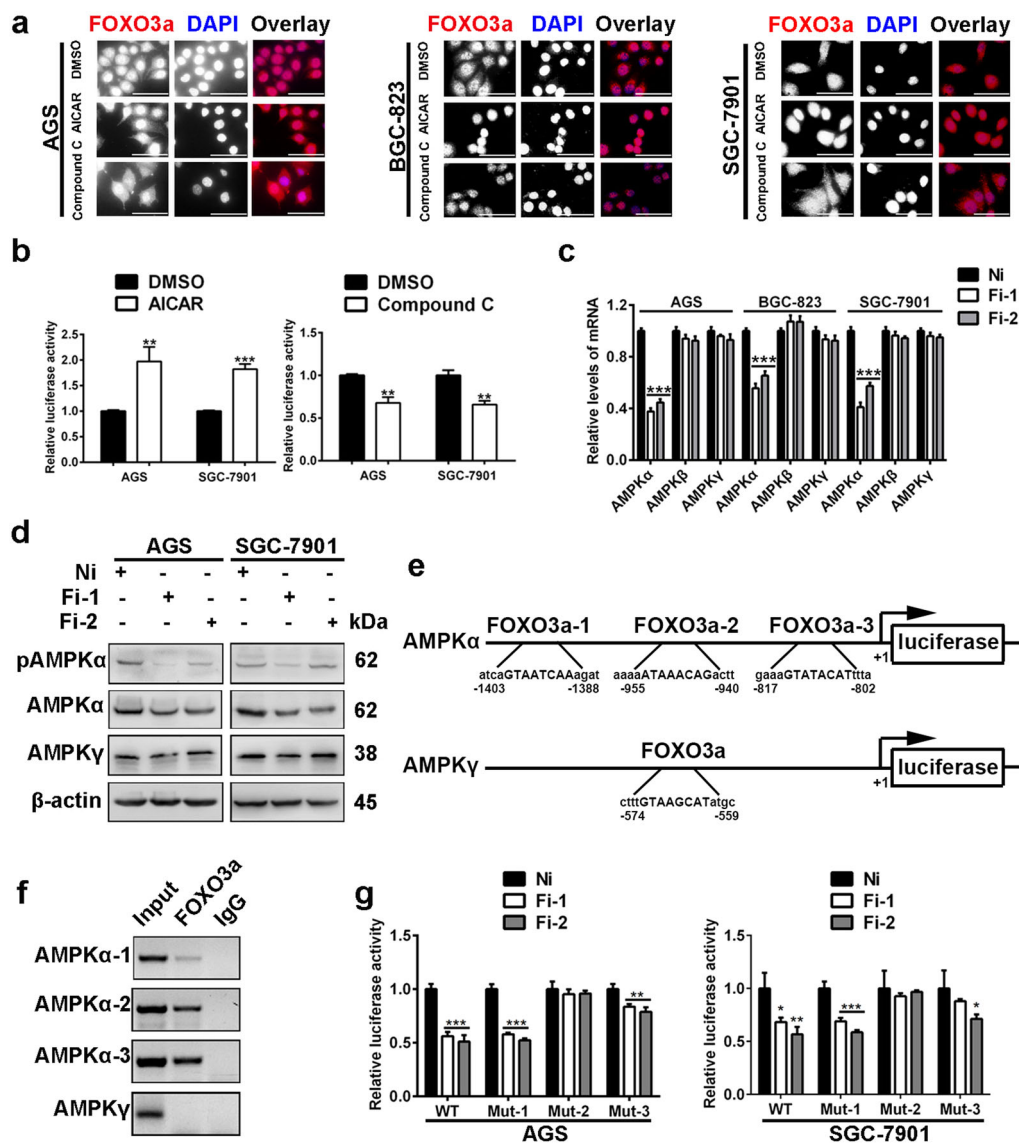 a
FOXO3a DAPI Overlay
AGS
DMSO
AICAR
Compound C
FOXO3a DAPI Overlay
BGC-823
DMSO
AICAR
Compound C
FOXO3a DAPI Overlay
SGC-7901
DMSO
AICAR
Compound C
b
DMSO
AICAR
Relative luciferase activity
2.5
2.0
1.5
1.0
0.5
0.0
**
***
AGS SGC-7901
DMSO
Compound C
Relative luciferase activity
1.5
1.0
0.5
0.0
**
**
AGS SGC-7901
c
Ni
Fi-1
Fi-2
Relative levels of mRNA
1.2
0.8
0.4
0.0
AGS BGC-823 SGC-7901
***
***
***
AMPKα AMPKβ AMPKγ AMPKα AMPKβ AMPKγ AMPKα AMPKβ AMPKγ
d
AGS SGC-7901
Ni + - - + - -
Fi-1 - + - - + -
Fi-2 - - + - - + kDa
pAMPKα 62
AMPKα 62
AMPKγ 38
β-actin 45
e
AMPKα FOXO3a-1 FOXO3a-2 FOXO3a-3 +1 luciferase
atcaGTAATCAAagat aaaaATAAACAGactt gaaaGTATACATttta
-1403 -1388 -955 -940 -817 -802
AMPKγ FOXO3a +1 luciferase
ctttGTAAGCATatgc
-574 -559
f
Input FOXO3a IgG
AMPKα-1
AMPKα-2
AMPKα-3
AMPKγ
g
Ni
Fi-1
Fi-2
Relative luciferase activity
1.5
1.0
0.5
0.0
***
***
**
WT Mut-1 Mut-2 Mut-3
AGS
Ni
Fi-1
Fi-2
Relative luciferase activity
1.5
1.0
0.5
0.0
*
**
***
*
WT Mut-1 Mut-2 Mut-3
SGC-7901